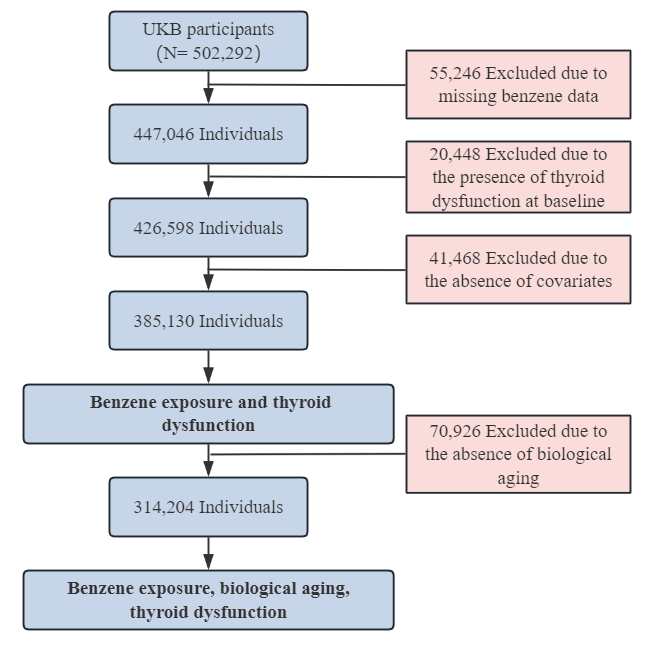 UKB participants
(N= 502,292)
55,246 Excluded due to
missing benzene data
447,046 Individuals
20,448 Excluded due to
the presence of thyroid
dysfunction at baseline
426,598 Individuals
41,468 Excluded due to
the absence of covariates
385,130 Individuals
Benzene exposure and thyroid
dysfunction
70,926 Excluded due to
the absence of biological
aging
314,204 Individuals
Benzene exposure, biological aging,
thyroid dysfunction